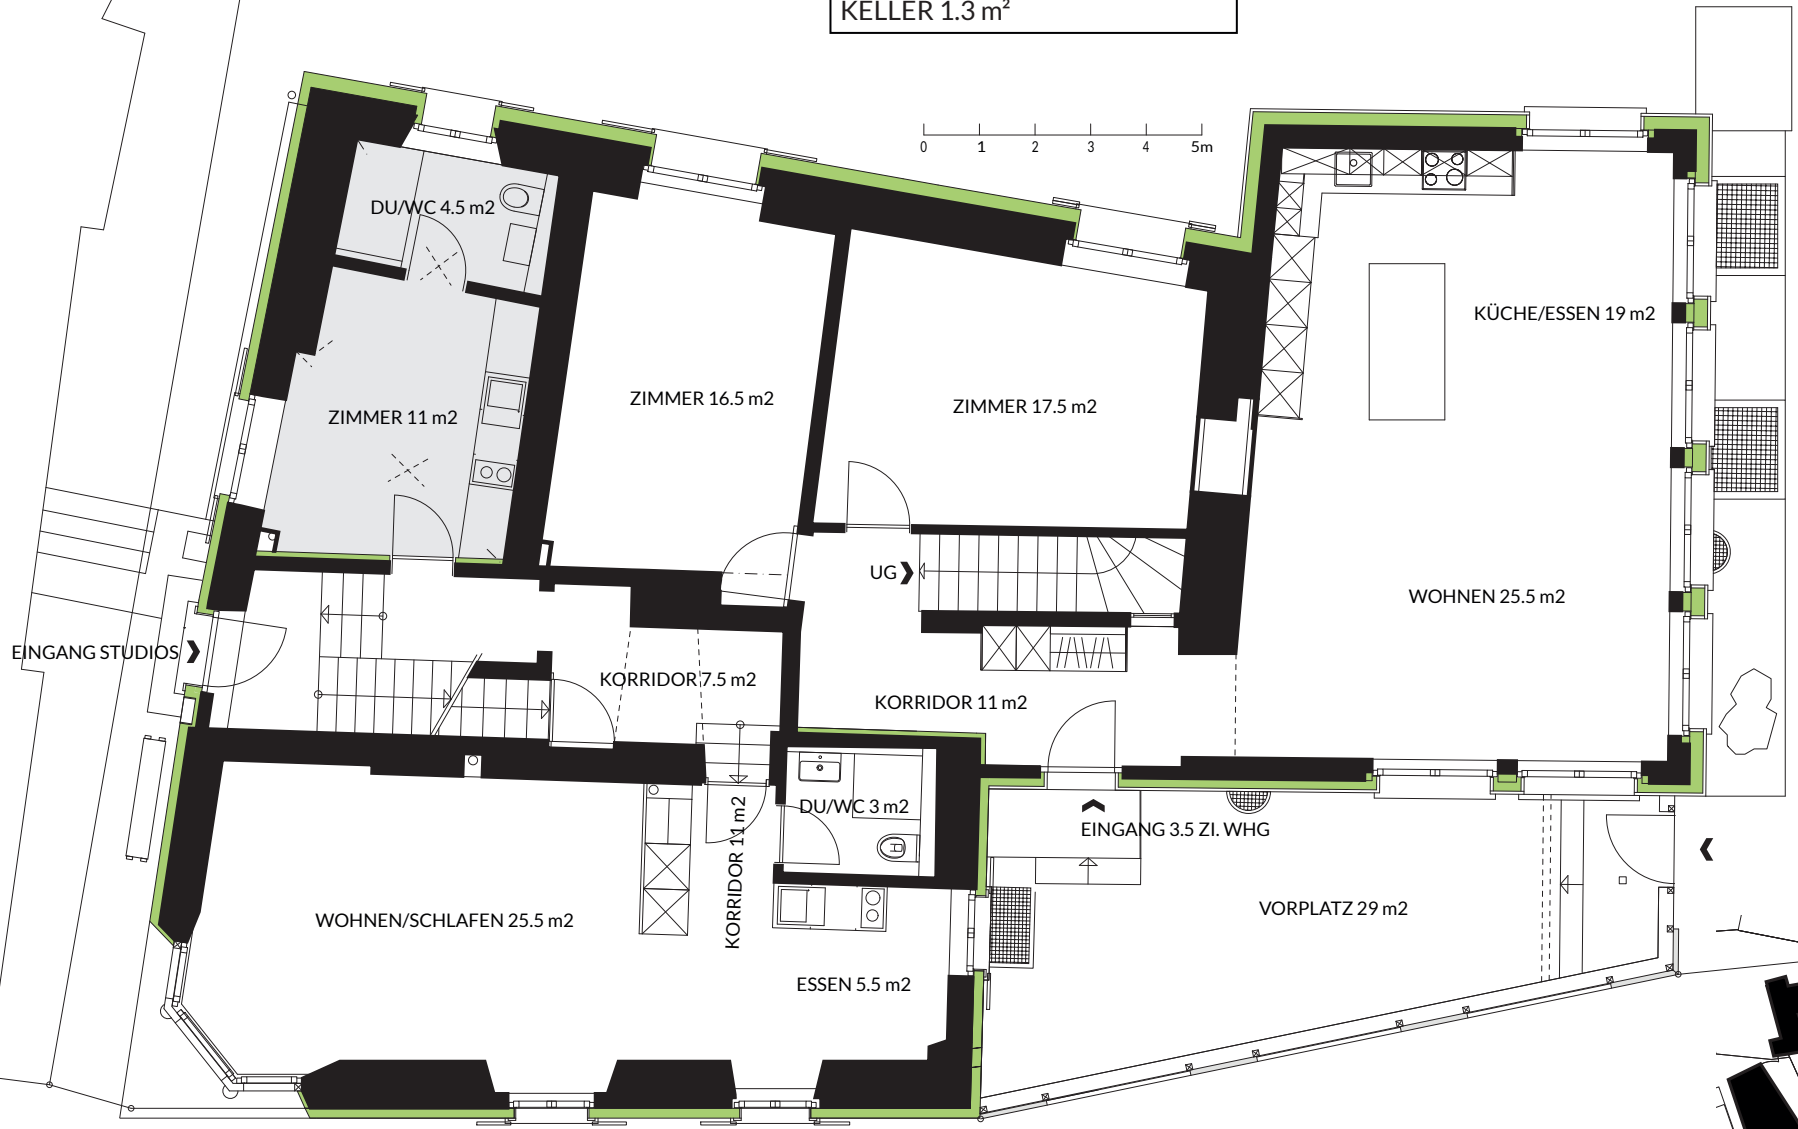 KELLER 1.3 m²
0 1 2 3 4 5m
DU/WC 4.5 m2
KÜCHE/ESSEN 19 m2
ZIMMER 16.5 m2
ZIMMER 17.5 m2
ZIMMER 11 m2
UG
WOHNEN 25.5 m2
EINGANG STUDIOS
KORRIDOR 7.5 m2
KORRIDOR 11 m2
DU/WC 3 m2
EINGANG 3.5 ZI. WHG
KORRIDOR 11 m2
VORPLATZ 29 m2
WOHNEN/SCHLAFEN 25.5 m2
ESSEN 5.5 m2